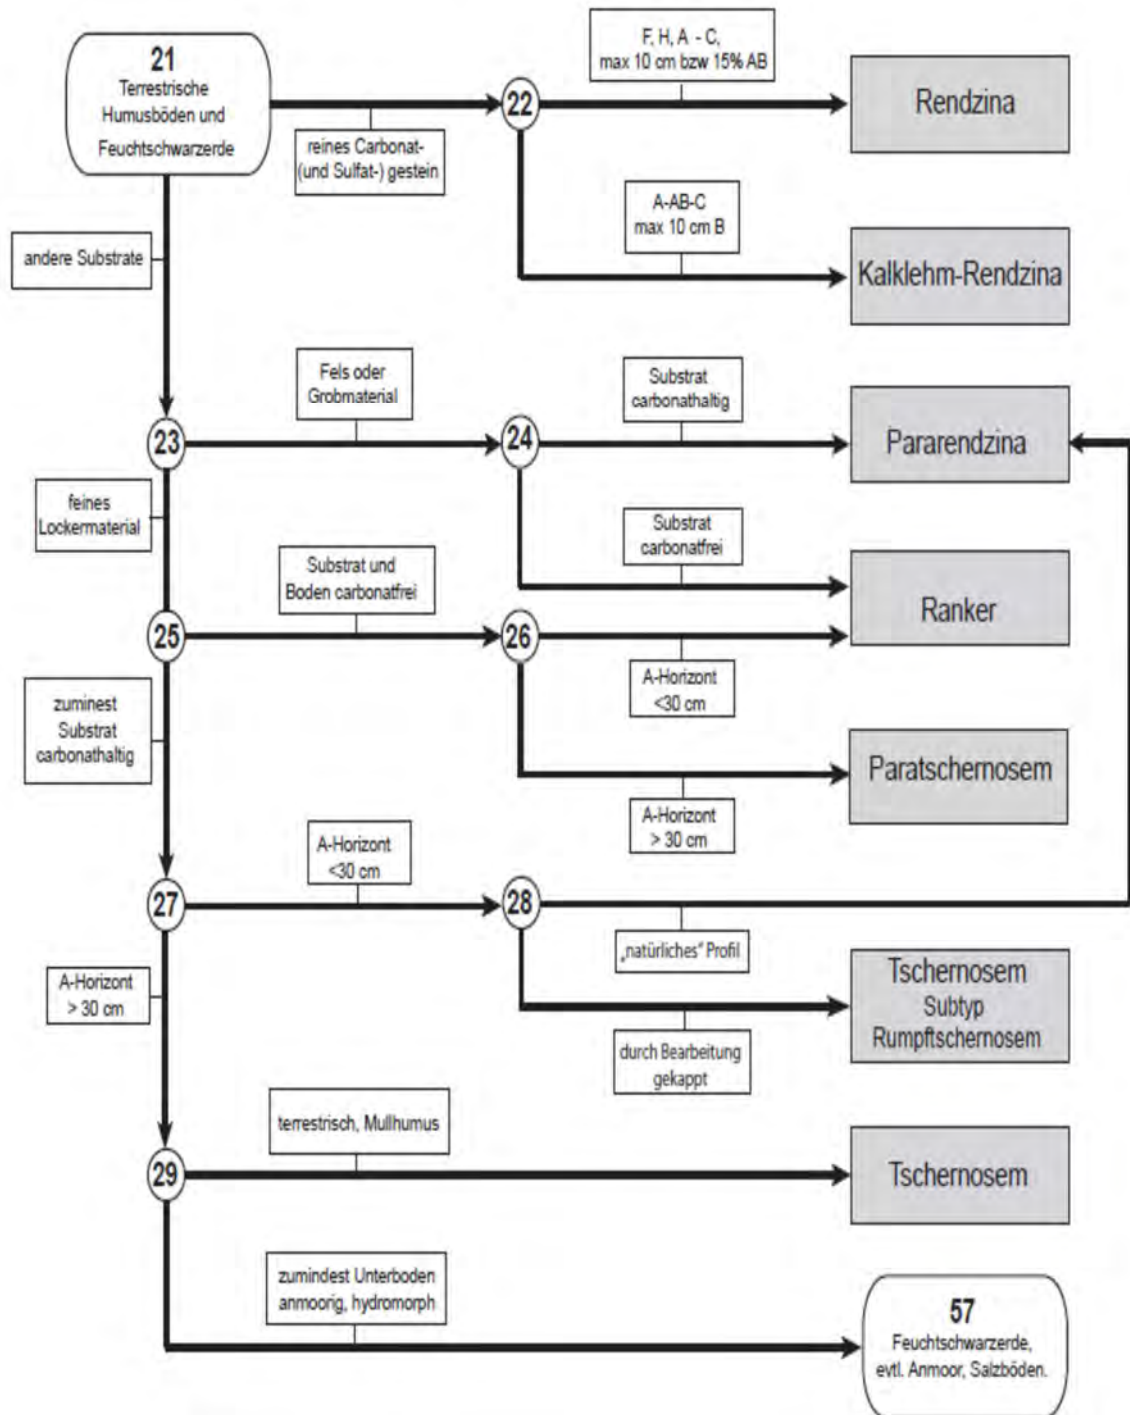 21
Terrestrische
Humusböden und
Feuchtschwarzerde
reines Carbonat-
(und Sulfat-) gestein
22
F, H, A - C,
max 10 cm bzw 15% AB
Rendzina
A-AB-C
max 10 cm B
Kalklehm-Rendzina
andere Substrate
23
Fels oder
Grobmaterial
24
Substrat
carbonathaltig
Pararendzina
feines
Lockermaterial
Substrat
carbonatfrei
Ranker
25
Substrat und
Boden carbonatfrei
26
A-Horizont
<30 cm
zuminest
Substrat
carbonathaltig
Paratschernosem
A-Horizont
> 30 cm
27
A-Horizont
<30 cm
28
„natürliches“ Profil
A-Horizont
> 30 cm
Tschernosem
Subtyp
Rumpftschernosem
durch Bearbeitung
gekappt
29
terrestrisch, Mullhumus
Tschernosem
zumindest Unterboden
anmoorig, hydromorph
57
Feuchtschwarzerde,
evtl. Anmoor, Salzböden.